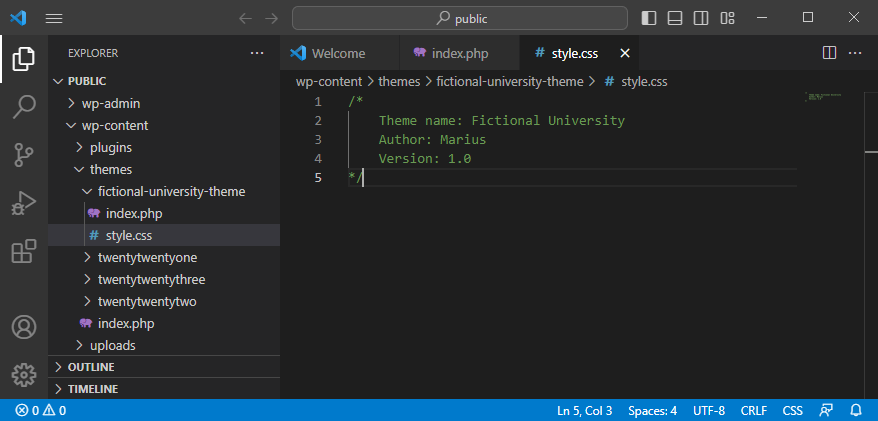 public
EXPLORER
PUBLIC
wp-admin
wp-content
plugins
themes
fictional-university-theme
index.php
# style.css
twentytwentyone
twentytwentythree
twentytwentytwo
index.php
uploads
OUTLINE
TIMELINE
Welcome
index.php
# style.css
wp-content > themes > fictional-university-theme > # style.css
1 /*
2 Theme name: Fictional University
3 Author: Marius
4 Version: 1.0
5 */
0 0
Ln 5, Col 3 Spaces: 4 UTF-8 CRLF CSS